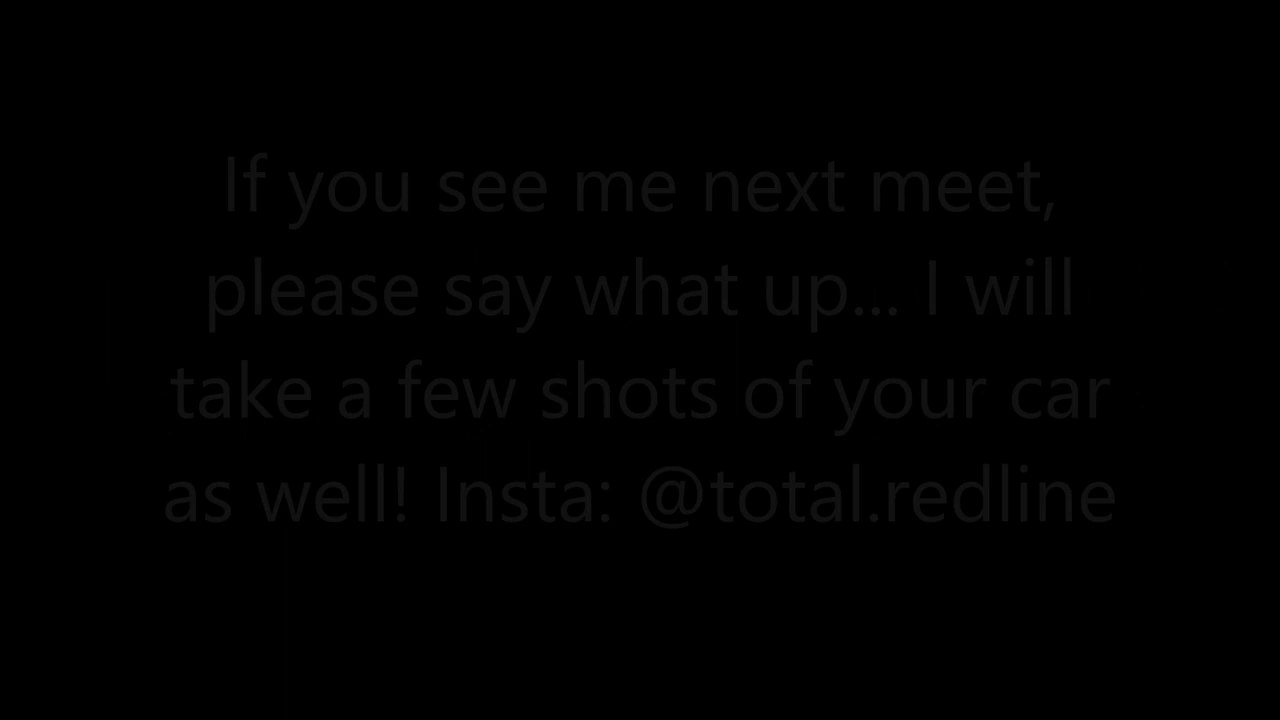 If you see me next meet,
please say what up... I will
take a few shots of your car
as well! Insta: @total.redline